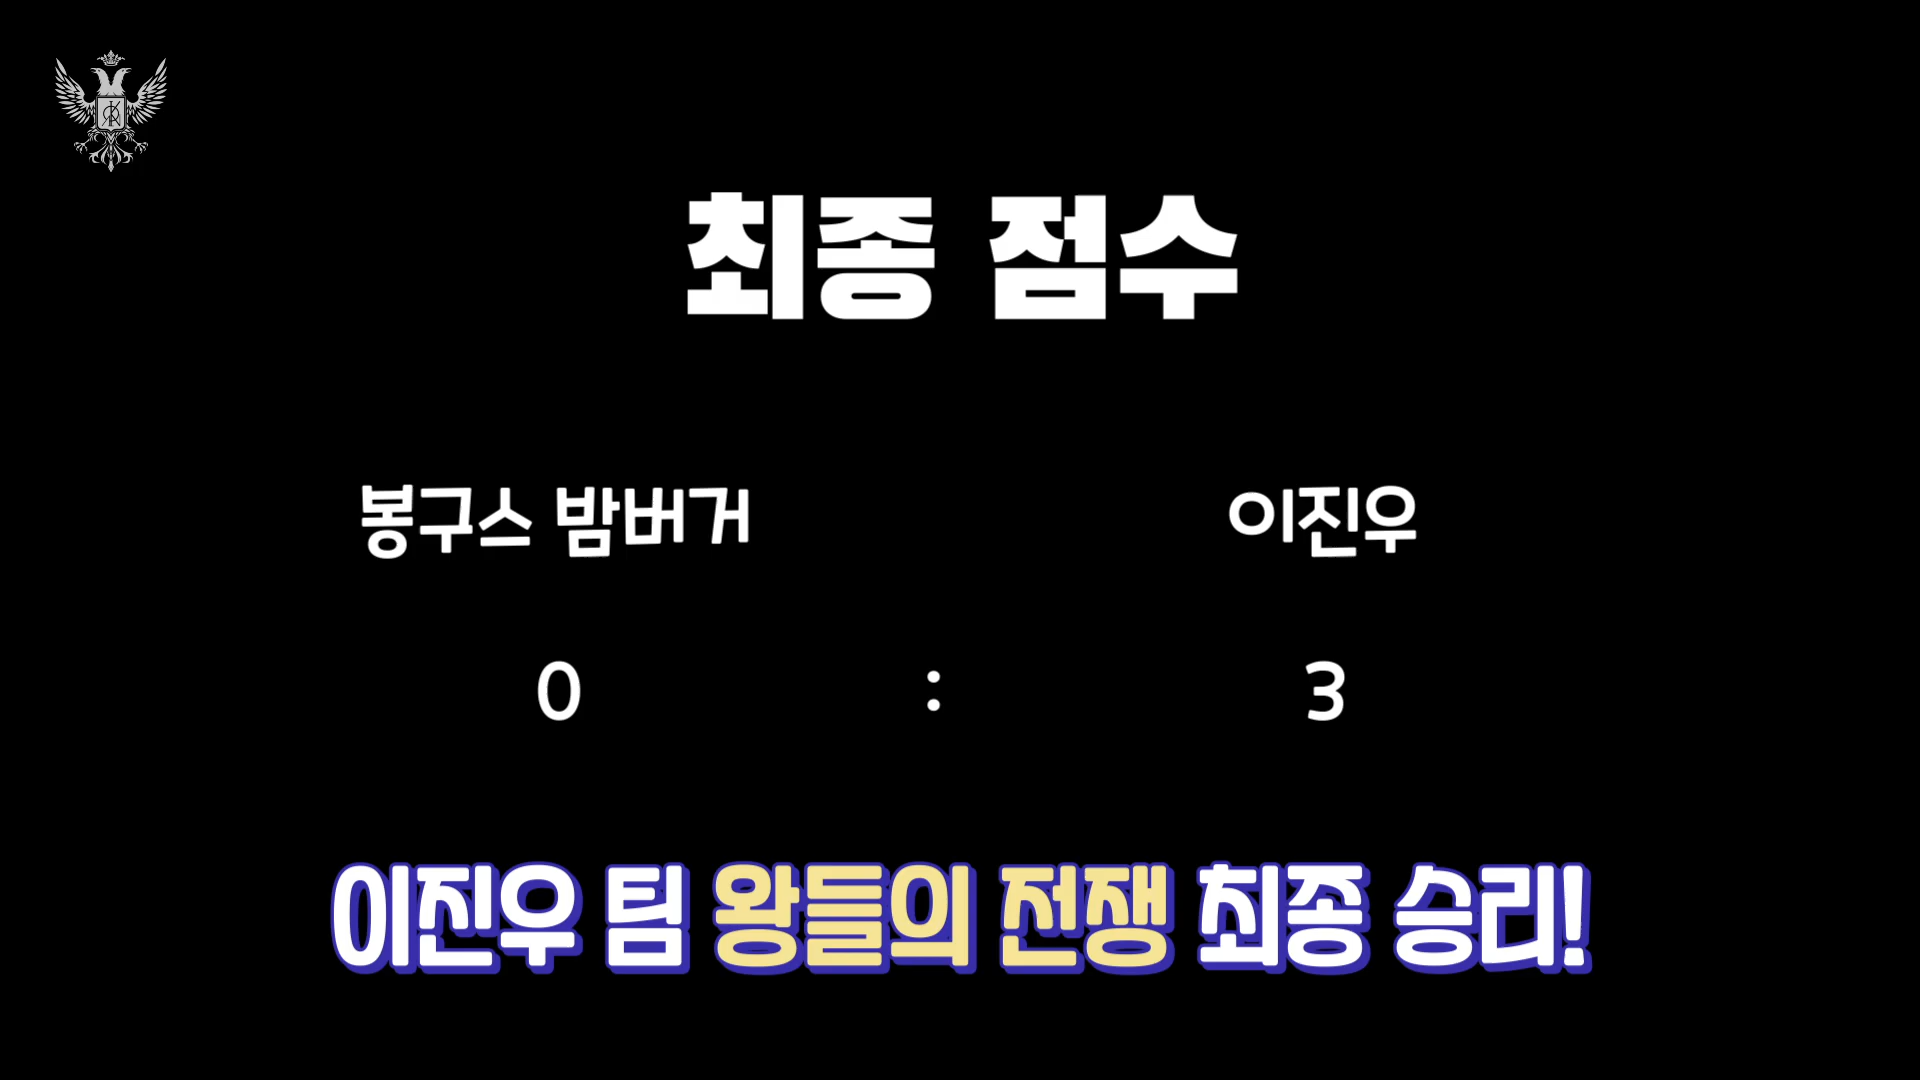 최종 점수
봉구스 밤버거 이진우
0 : 3
이진우 팀 왕들의 전쟁 최종 승리!